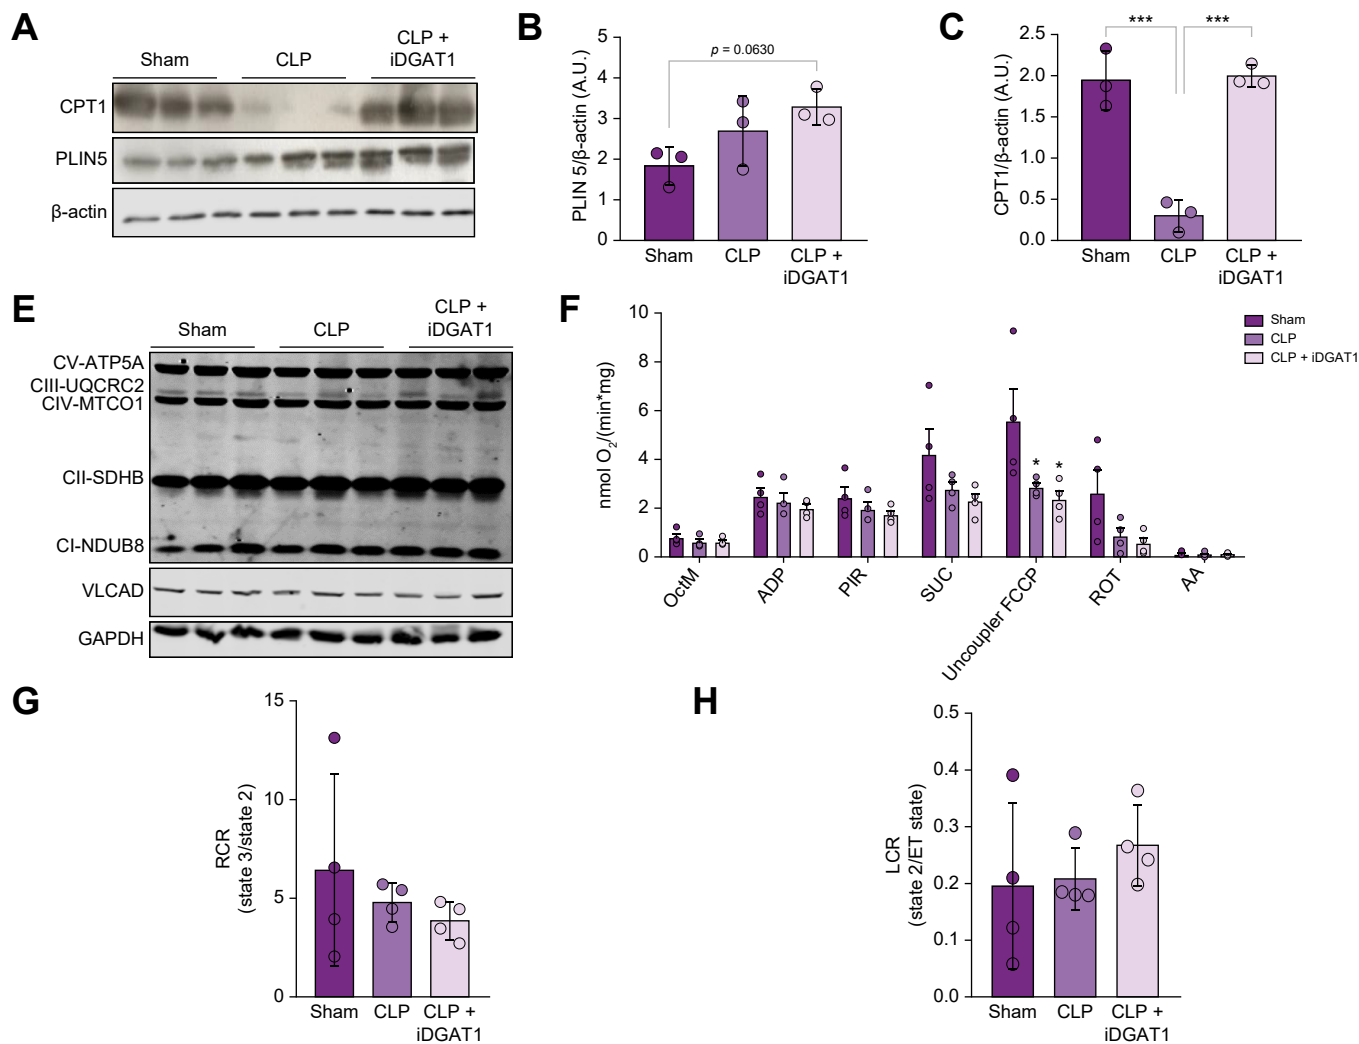 A
CLP +
iDGAT1
Sham
CLP
CPT1
PLIN5
β-actin
B
PLIN 5/β-actin (A.U.)
5
4
3
2
1
0
p = 0.0630
Sham
CLP
CLP +
iDGAT1
C
CPT1/β-actin (A.U.)
2.5
2.0
1.5
1.0
0.5
0.0
***
***
Sham
CLP
CLP +
iDGAT1
E
CLP +
iDGAT1
Sham
CLP
CV-ATP5A
CIII-UQCRC2
CIV-MTCO1
CII-SDHB
CI-NDUB8
VLCAD
GAPDH
F
nmol O₂/(min*mg)
10
8
6
4
2
0
*
*
OctM
ADP
PIR
SUC
Uncoupler FCCP
ROT
AA
Sham
CLP
CLP + iDGAT1
G
RCR
(state 3/state 2)
15
10
5
0
Sham
CLP
CLP +
iDGAT1
H
LCR
(state 2/ET state)
0.5
0.4
0.3
0.2
0.1
0.0
Sham
CLP
CLP +
iDGAT1